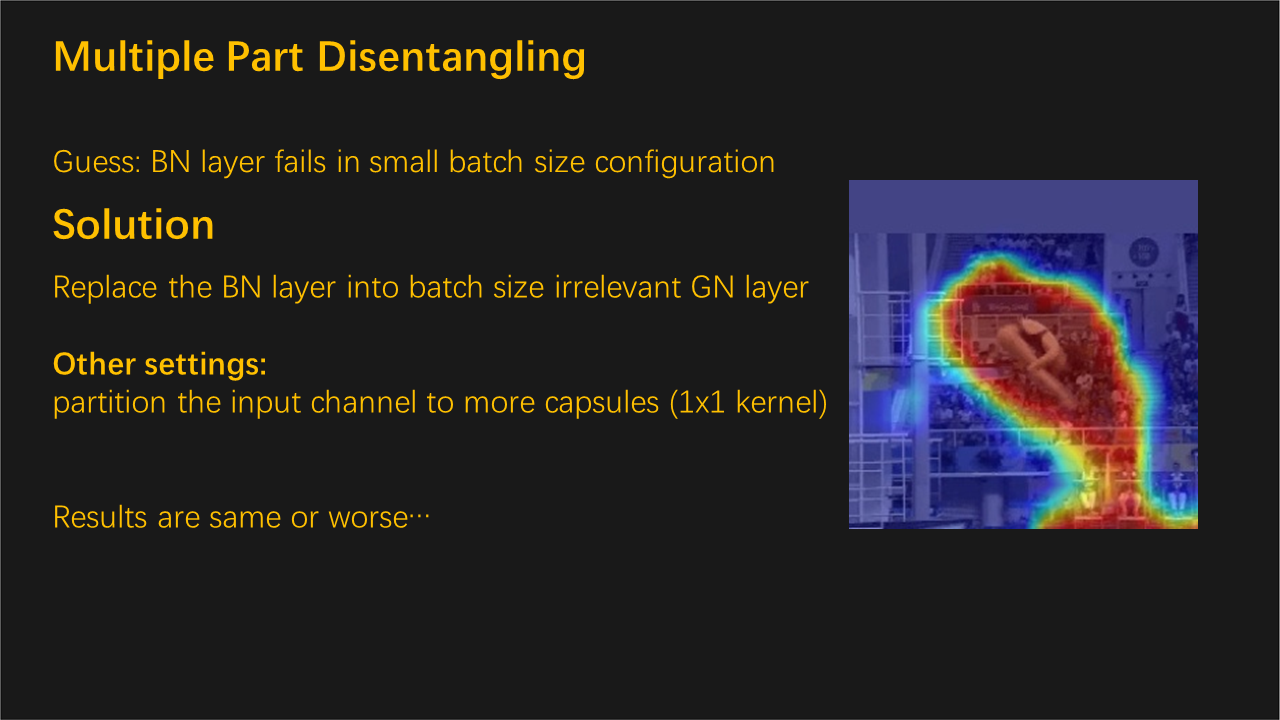 Multiple Part Disentangling
Guess: BN layer fails in small batch size configuration
Solution
Replace the BN layer into batch size irrelevant GN layer
Other settings:
partition the input channel to more capsules (1x1 kernel)
Results are same or worse…